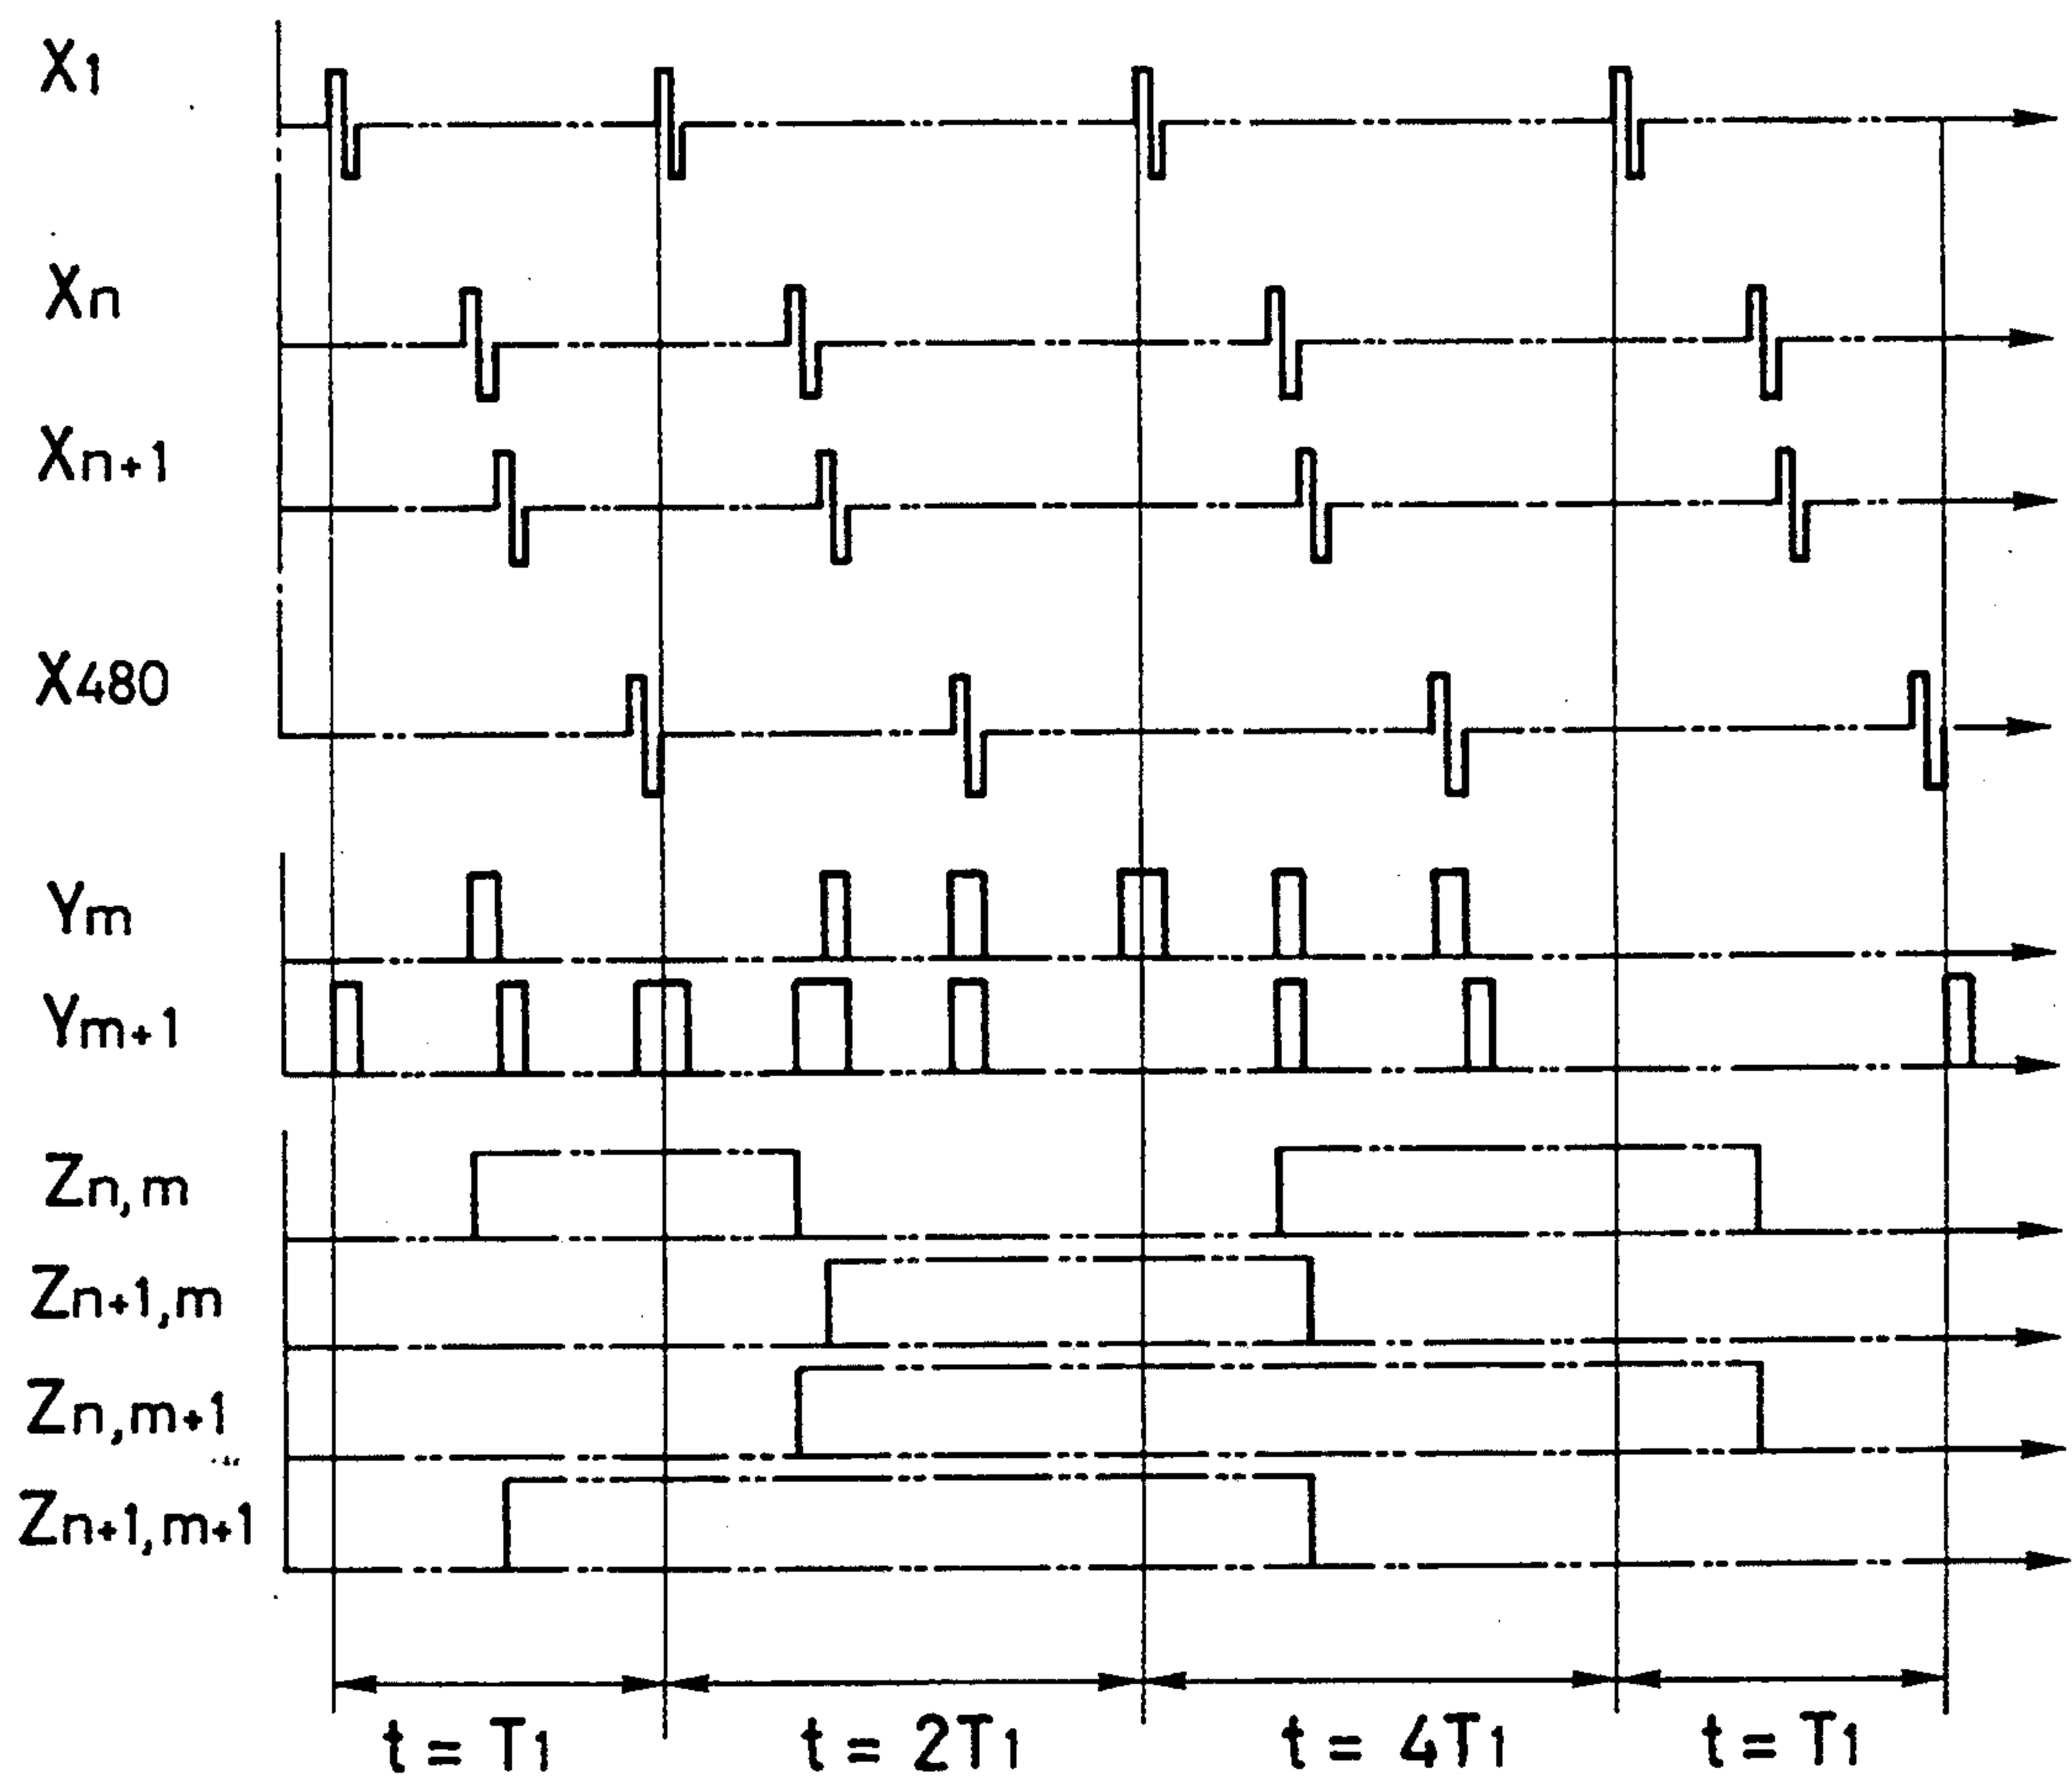 X1
Xn
Xn+1
X480
Ym
Ym+1
Zn,m
Zn+1,m
Zn,m+1
Zn+1,m+1
t = T1 t = 2T1 t = 4T1 t = T1